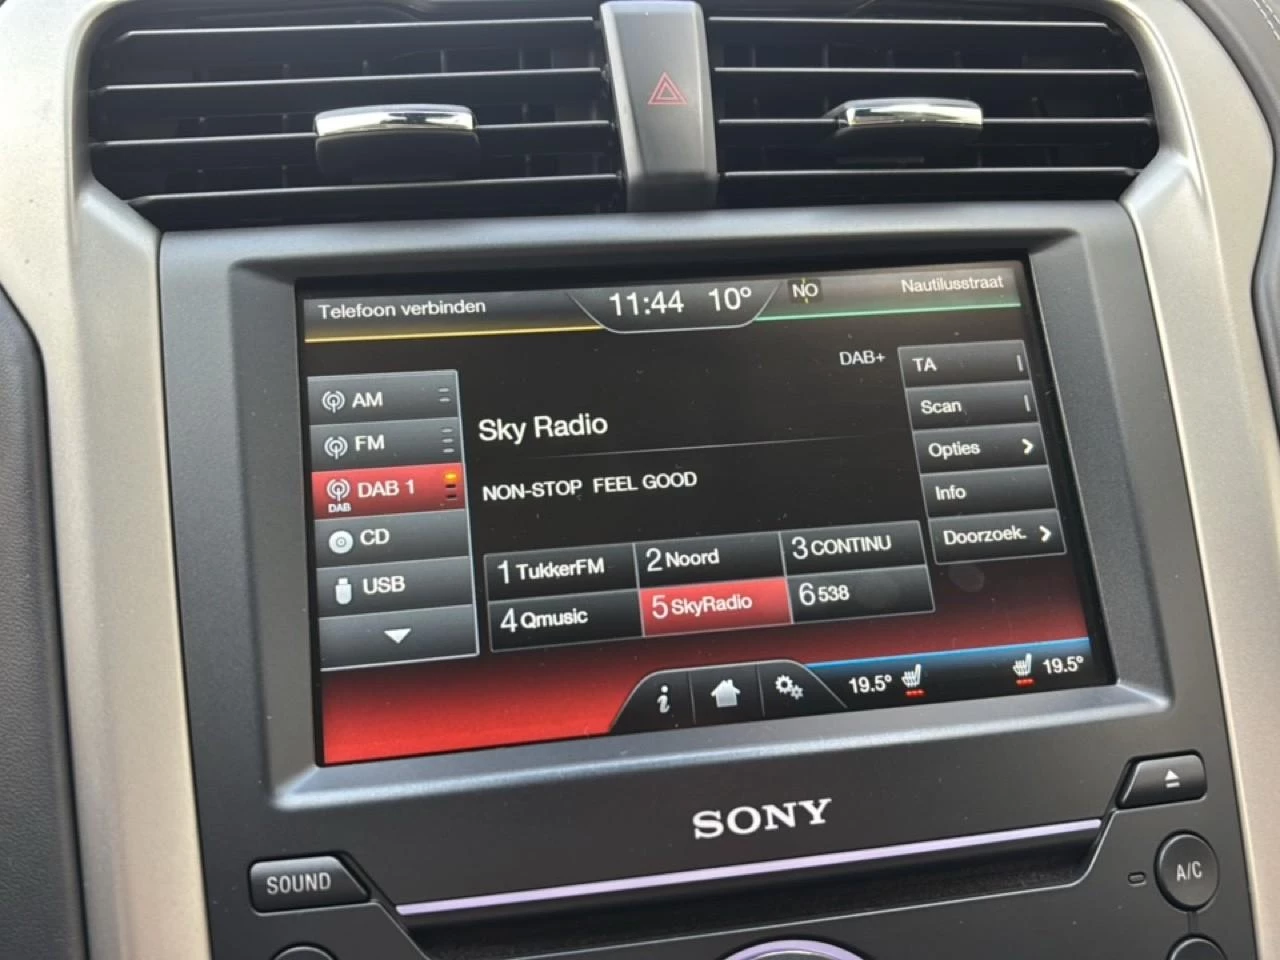 Telefoon verbinden
11:44 10°
NO
Nautilusstraat
DAB+
AM
FM
DAB 1
DAB
CD
USB
Sky Radio
NON-STOP FEEL GOOD
1 TukkerFM
2 Noord
3 CONTINU
4 Qmusic
5 SkyRadio
6 538
TA
Scan
Opties
Info
Doorzoek.
i
19.5°
19.5°
SONY
SOUND
A/C